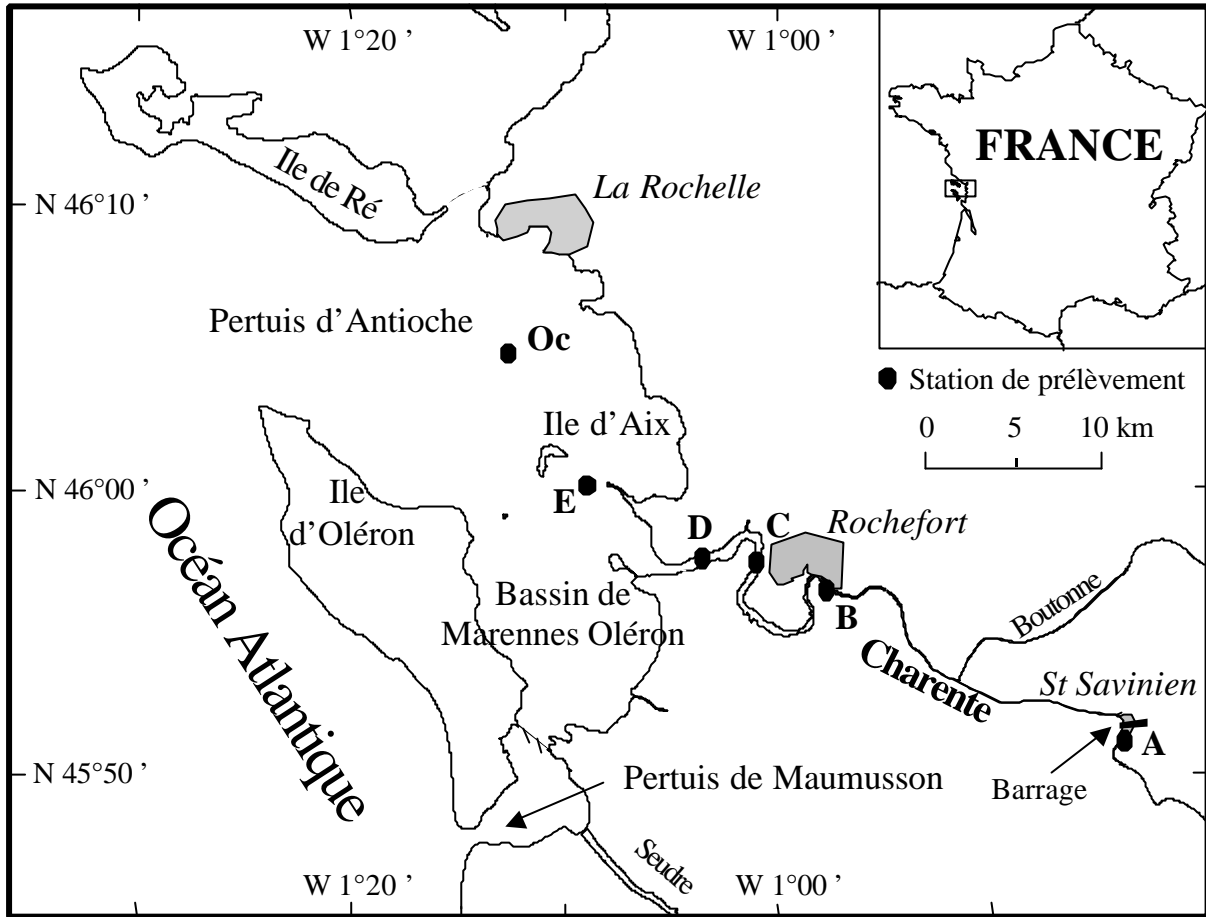 W 1°20 ’
W 1°00 ’
FRANCE
Ile de Ré
La Rochelle
N 46°10 ’
Pertuis d’Antioche
Oc
Station de prélèvement
0 5 10 km
Ile d’Aix
N 46°00 ’
E
Ile
d’Oléron
D
C
Rochefort
B
Océan Atlantique
Bassin de
Marennes Oléron
Boutonne
Charente
St Savinien
A
Barrage
N 45°50 ’
Pertuis de Maumusson
Seudre
W 1°20 ’
W 1°00 ’